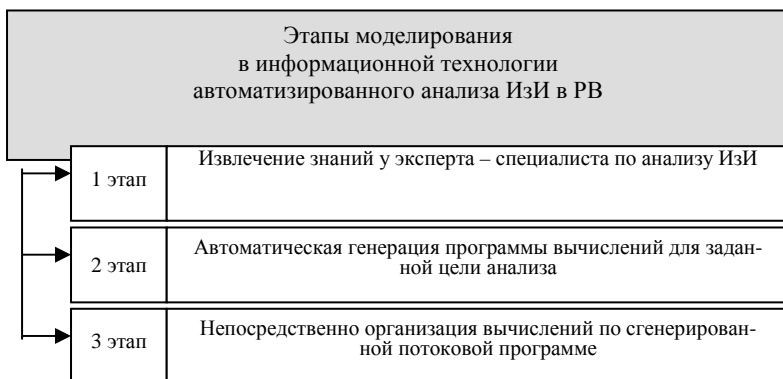 Этапы моделирования
в информационной технологии
автоматизированного анализа ИзИ в РВ
1 этап
Извлечение знаний у эксперта – специалиста по анализу ИзИ
2 этап
Автоматическая генерация программы вычислений для задан-
ной цели анализа
3 этап
Непосредственно организация вычислений по сгенерирован-
ной потоковой программе